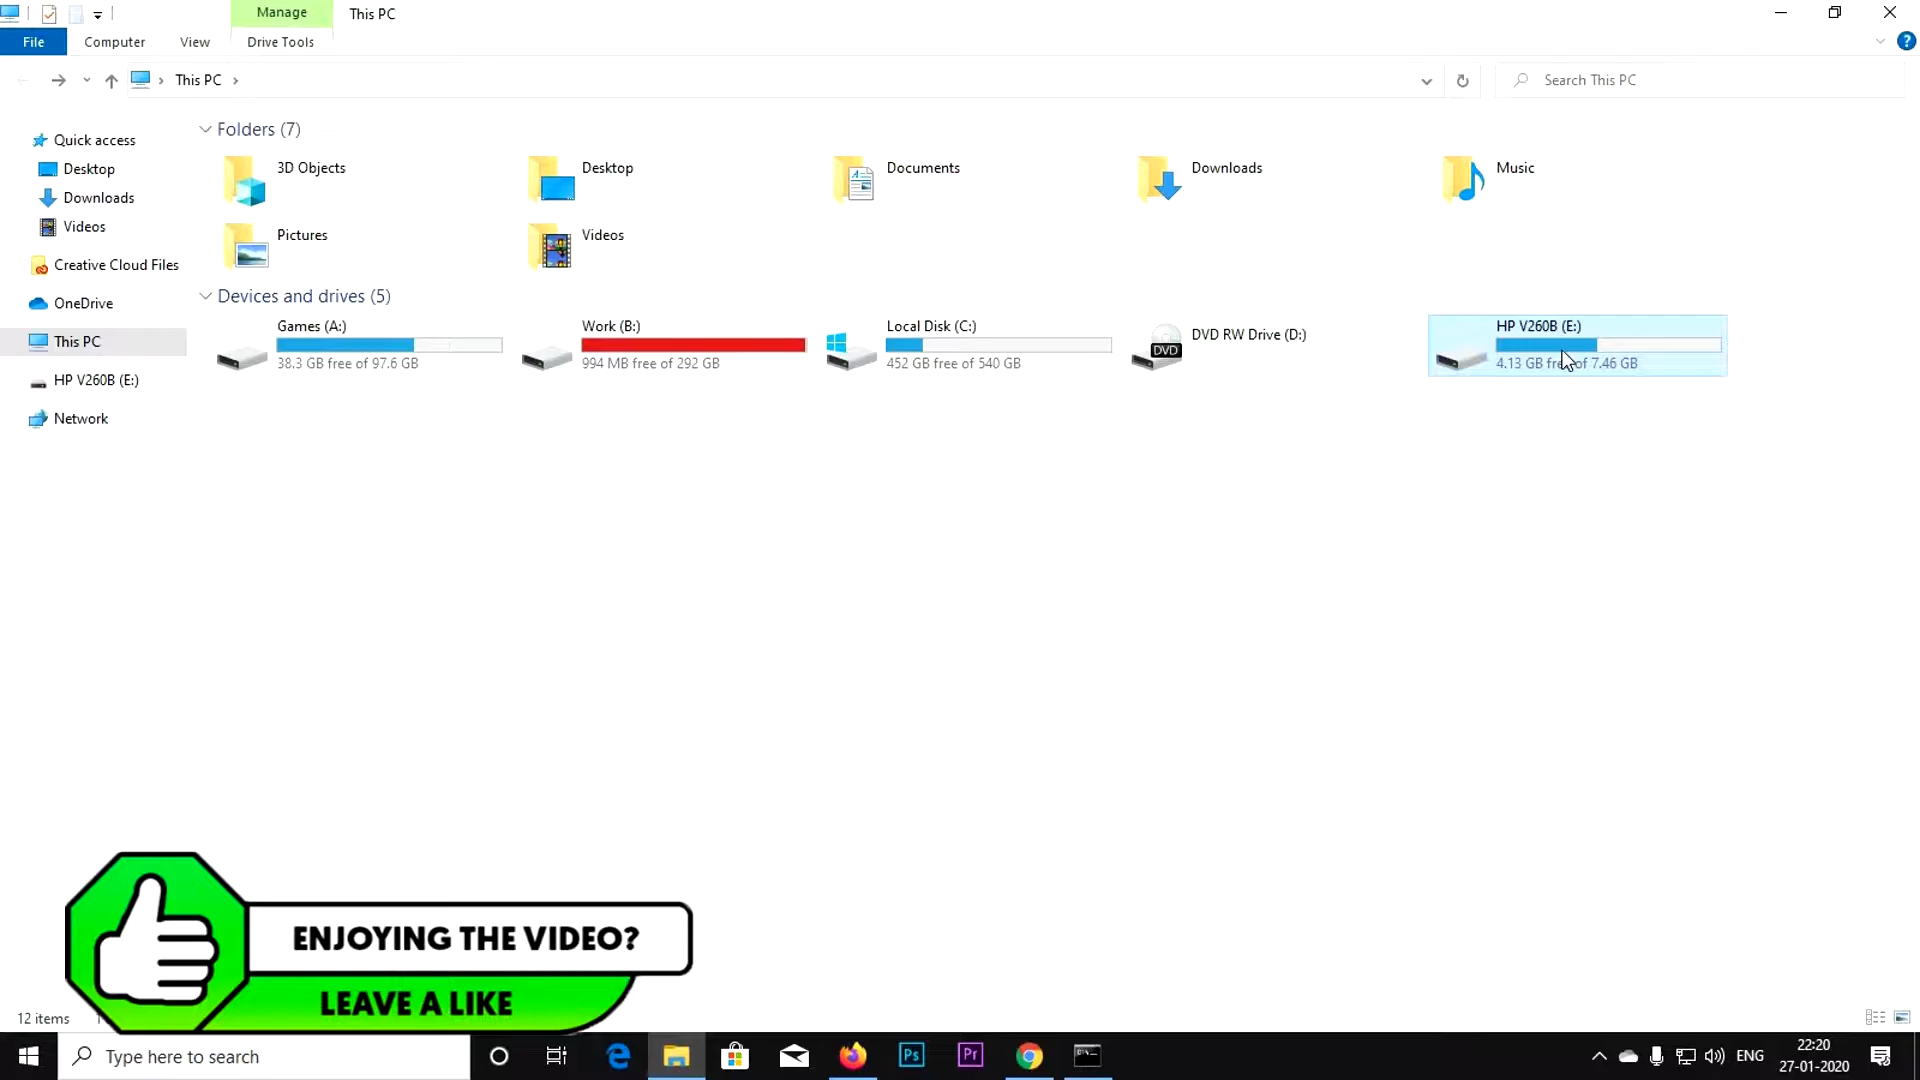 Manage
This PC
File
Computer
View
Drive Tools
This PC
Search This PC
Quick access
Desktop
Downloads
Videos
Creative Cloud Files
OneDrive
This PC
HP V260B (E:)
Network
Folders (7)
3D Objects
Desktop
Documents
Downloads
Music
Pictures
Videos
Devices and drives (5)
Games (A:)
38.3 GB free of 97.6 GB
Work (B:)
994 MB free of 292 GB
Local Disk (C:)
452 GB free of 540 GB
DVD RW Drive (D:)
DVD
HP V260B (E:)
4.13 GB free of 7.46 GB
ENJOYING THE VIDEO?
LEAVE A LIKE
12 items
Type here to search
Ps
Pr
ENG
22:20
27-01-2020